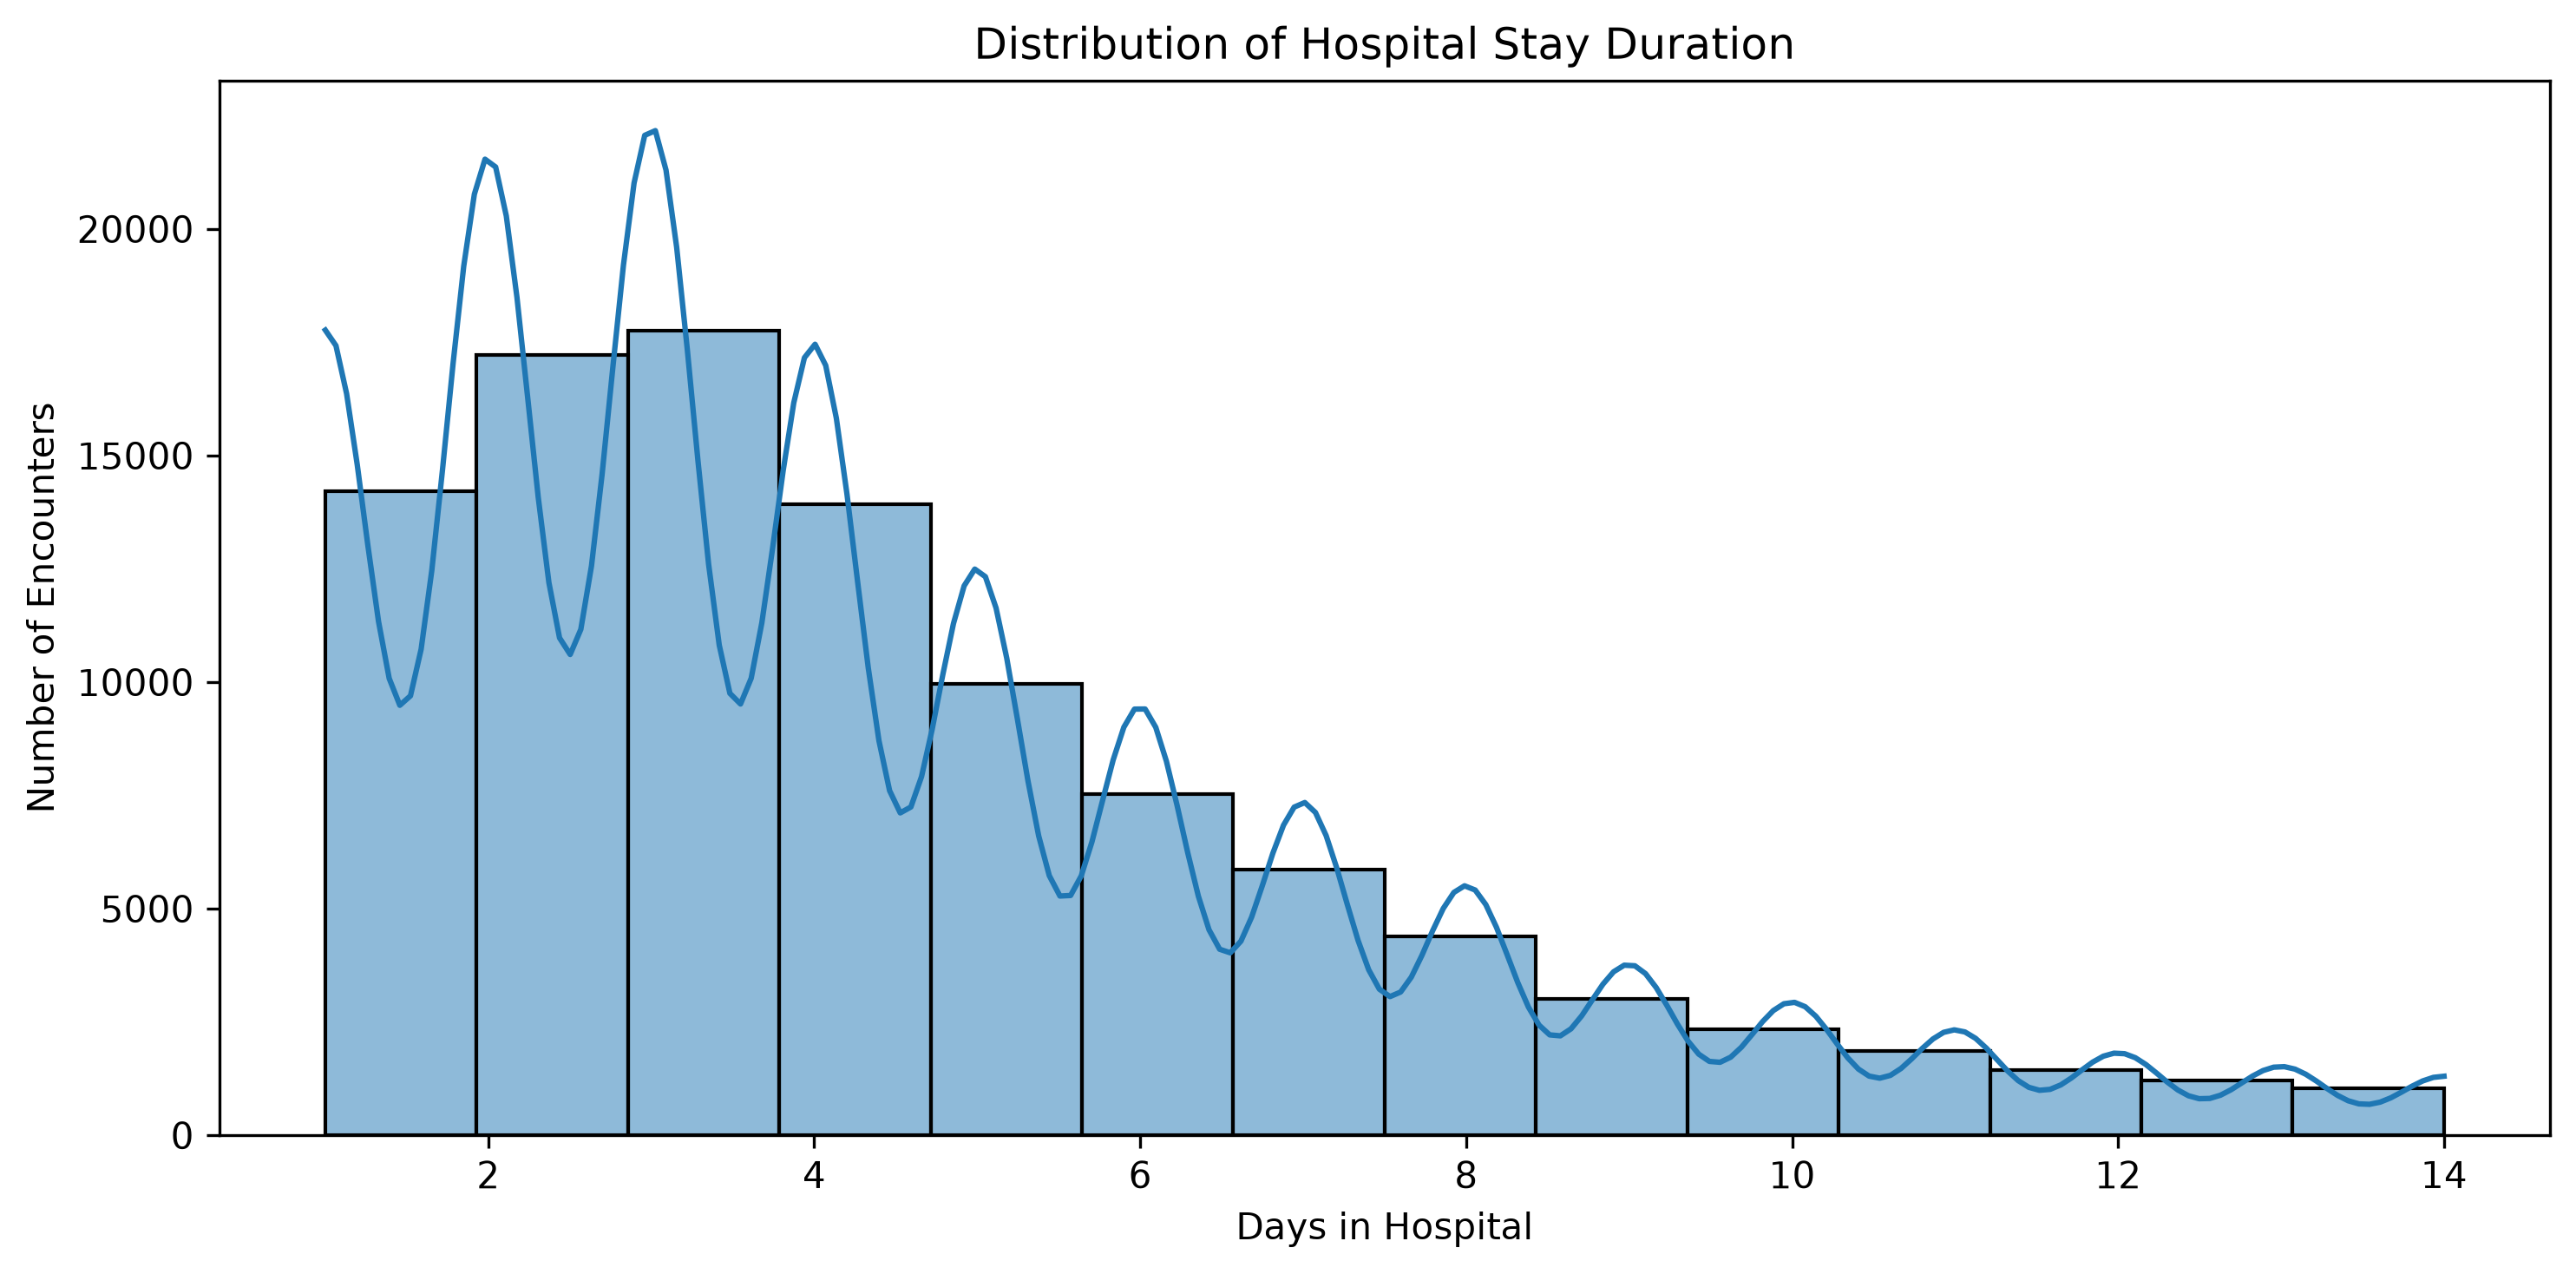 Distribution of Hospital Stay Duration
Number of Encounters
20000
15000
10000
5000
0
2 4 6 8 10 12 14
Days in Hospital